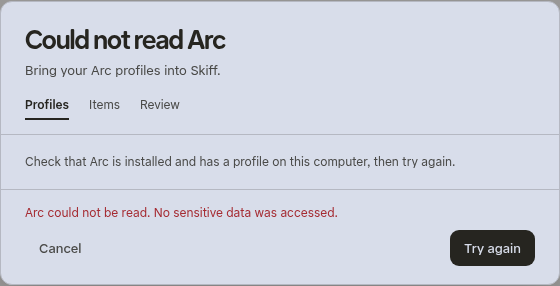 Could not read Arc
Bring your Arc profiles into Skiff.
Profiles Items Review
Check that Arc is installed and has a profile on this computer, then try again.
Arc could not be read. No sensitive data was accessed.
Cancel Try again